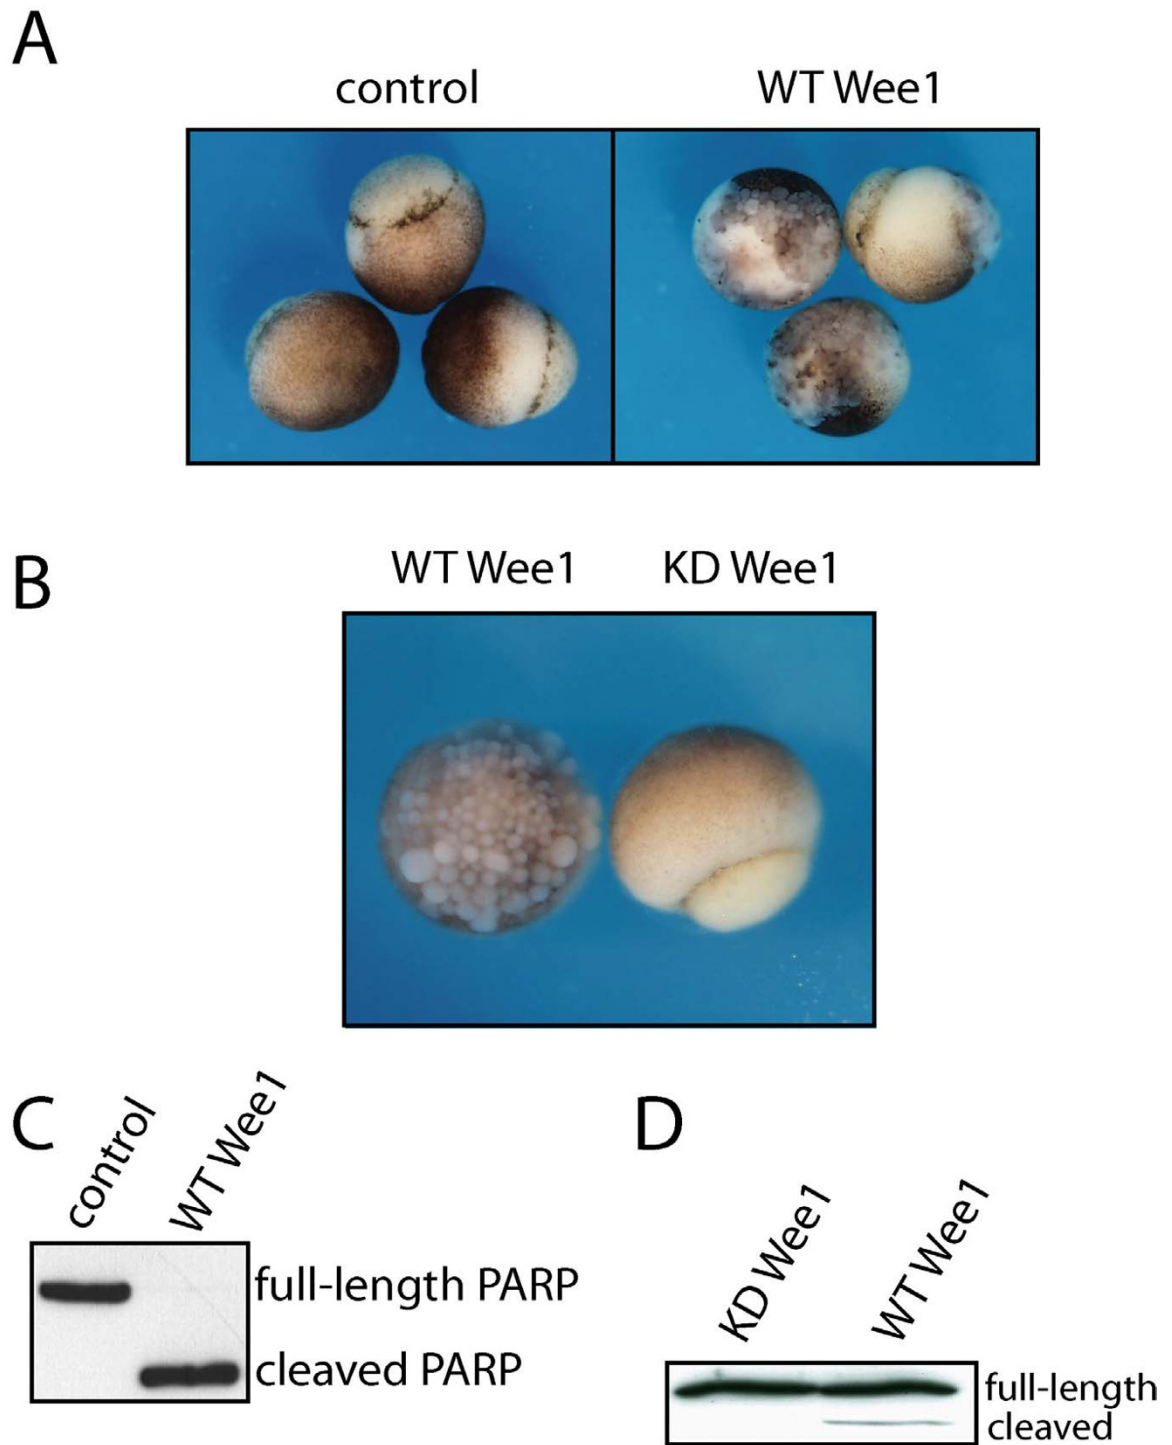 A
control WT Wee1
B
WT Wee1 KD Wee1
C
control
WT Wee1
full-length PARP
cleaved PARP
D
KD Wee1
WT Wee1
full-length
cleaved